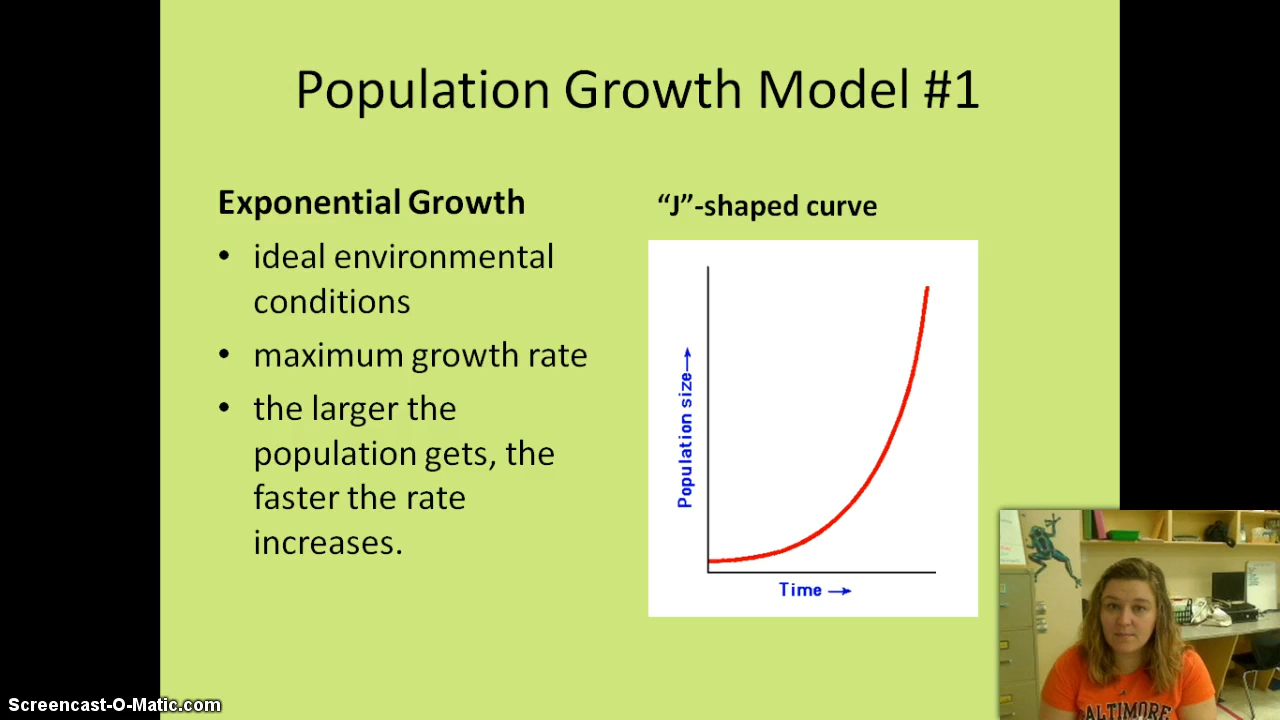 Population Growth Model #1
Exponential Growth
• ideal environmental
conditions
• maximum growth rate
• the larger the
population gets, the
faster the rate
increases.
“J”-shaped curve
Population size→
Time →
ALTIMORE
Screencast-O-Matic.com